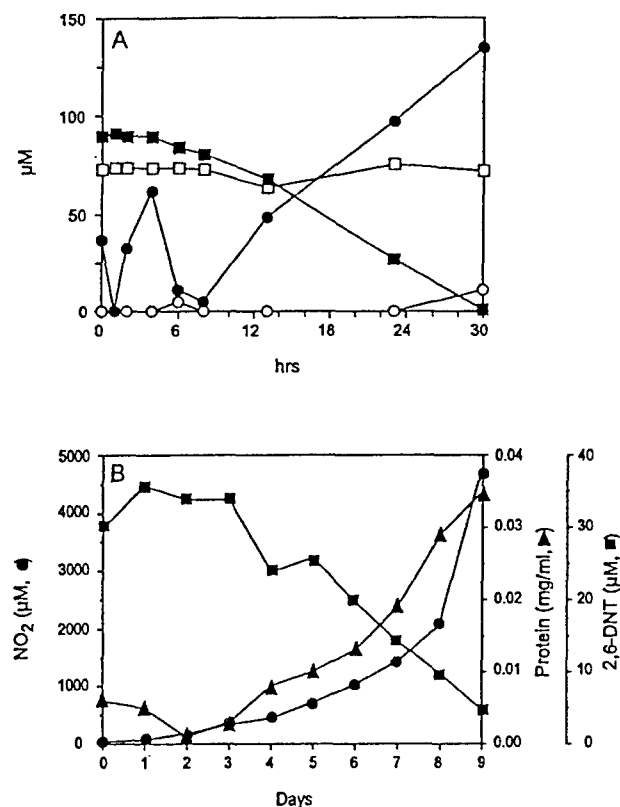 A
150
100
50
0
µM
0 6 12 18 24 30
hrs
B
5000
4000
3000
2000
1000
0
NO2 (µM, ●)
0.04
0.03
0.02
0.01
0.00
Protein (mg/ml, ▲)
40
30
20
10
0
2,6-DNT (µM, ■)
0 1 2 3 4 5 6 7 8 9
Days